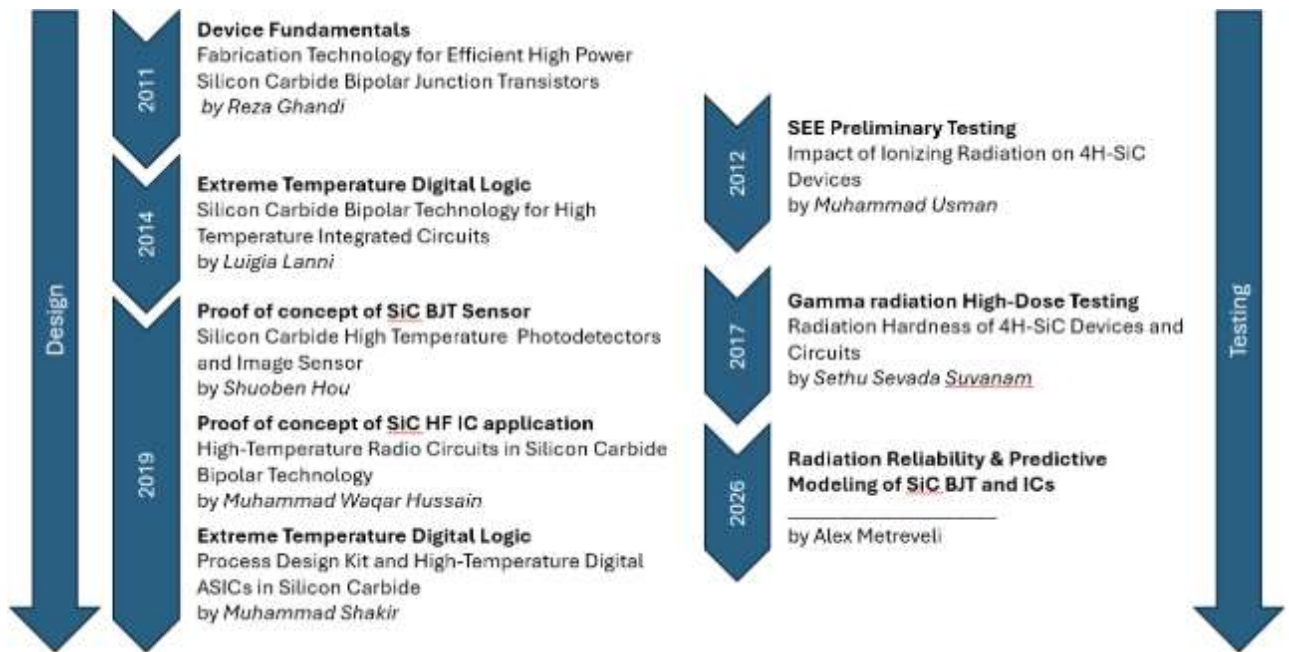 Design
2011
Device Fundamentals
Fabrication Technology for Efficient High Power
Silicon Carbide Bipolar Junction Transistors
by Reza Ghandi
2014
Extreme Temperature Digital Logic
Silicon Carbide Bipolar Technology for High
Temperature Integrated Circuits
by Luigia Lanni
2019
Proof of concept of SiC BJT Sensor
Silicon Carbide High Temperature Photodetectors
and Image Sensor
by Shuoben Hou
Proof of concept of SiC HF IC application
High-Temperature Radio Circuits in Silicon Carbide
Bipolar Technology
by Muhammad Waqar Hussain
Extreme Temperature Digital Logic
Process Design Kit and High-Temperature Digital
ASICs in Silicon Carbide
by Muhammad Shakir
2012
SEE Preliminary Testing
Impact of Ionizing Radiation on 4H-SiC
Devices
by Muhammad Usman
2017
Gamma radiation High-Dose Testing
Radiation Hardness of 4H-SiC Devices and
Circuits
by Sethu Sevada Suvanam
2026
Radiation Reliability & Predictive
Modeling of SiC BJT and ICs
by Alex Metreveli
Testing